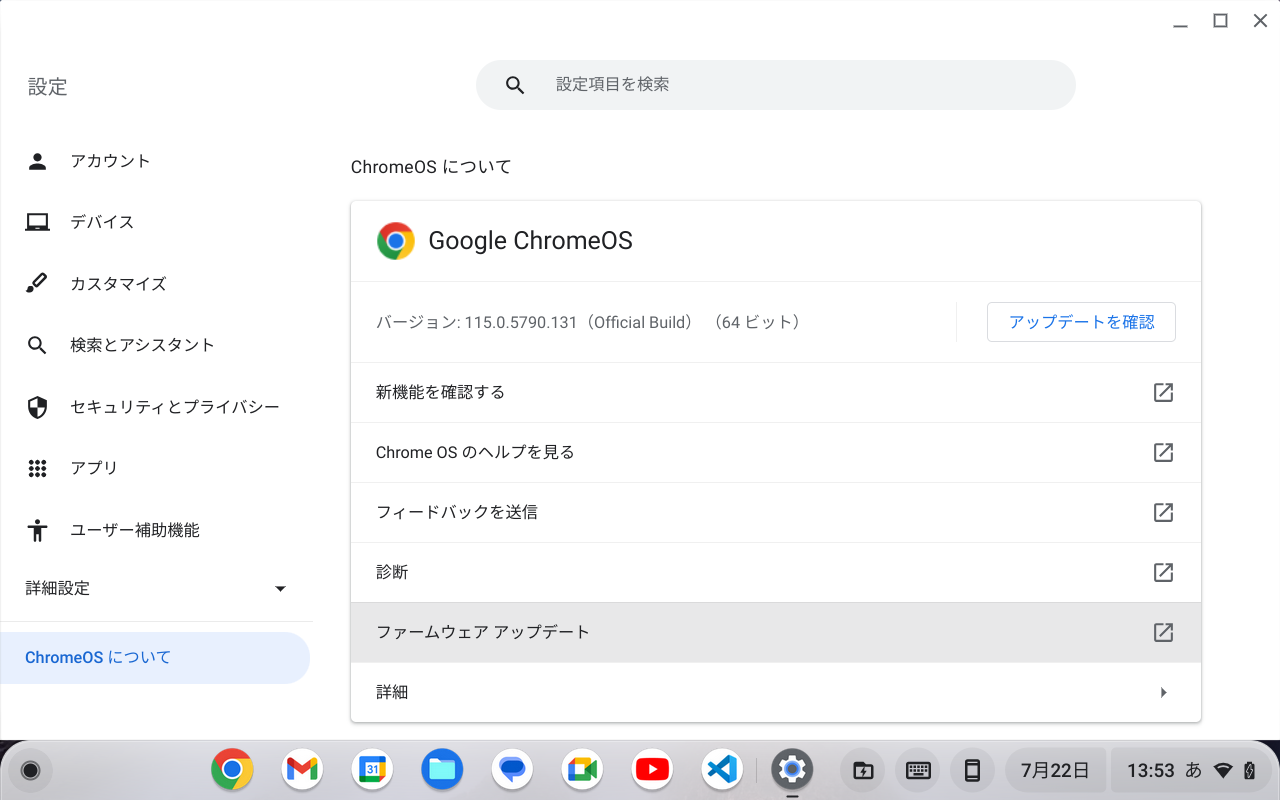 設定
設定項目を検索
アカウント
デバイス
カスタマイズ
検索とアシスタント
セキュリティとプライバシー
アプリ
ユーザー補助機能
詳細設定
ChromeOS について
ChromeOS について
Google ChromeOS
バージョン: 115.0.5790.131（Official Build） （64 ビット）
アップデートを確認
新機能を確認する
Chrome OS のヘルプを見る
フィードバックを送信
診断
ファームウェア アップデート
詳細
31
7月22日
13:53 あ